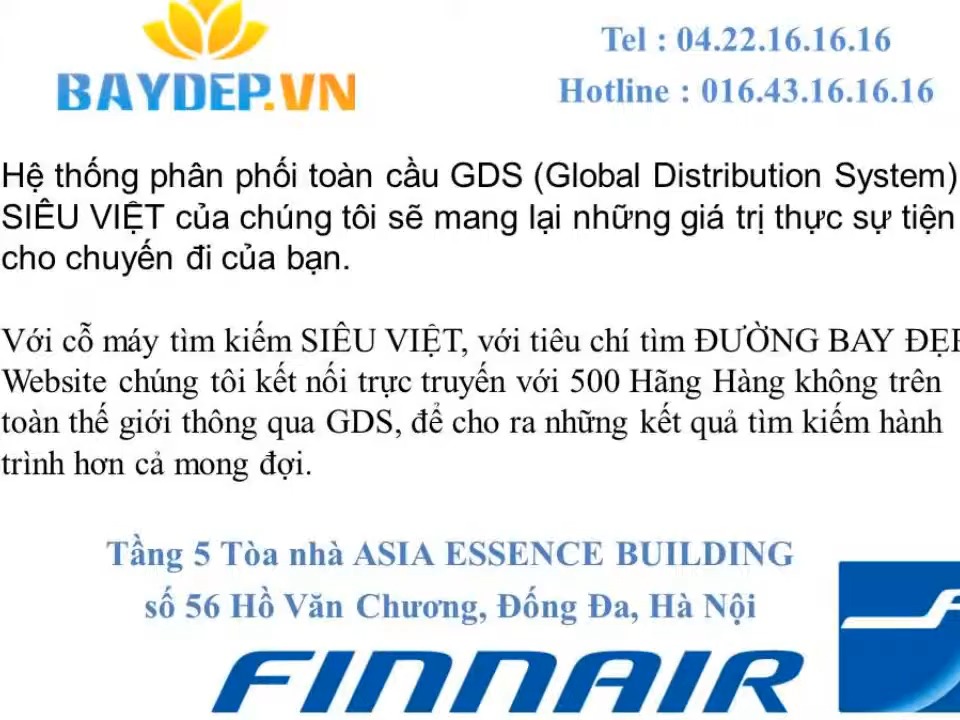 BAYDEP.VN
Tel : 04.22.16.16.16
Hotline : 016.43.16.16.16
Hệ thống phân phối toàn cầu GDS (Global Distribution System)
SIÊU VIỆT của chúng tôi sẽ mang lại những giá trị thực sự tiện
cho chuyến đi của bạn.
Với cỗ máy tìm kiếm SIÊU VIỆT, với tiêu chí tìm ĐƯỜNG BAY ĐẸP
Website chúng tôi kết nối trực truyến với 500 Hãng Hàng không trên
toàn thế giới thông qua GDS, để cho ra những kết quả tìm kiếm hành
trình hơn cả mong đợi.
Tầng 5 Tòa nhà ASIA ESSENCE BUILDING
số 56 Hồ Văn Chương, Đống Đa, Hà Nội
FINNAIR